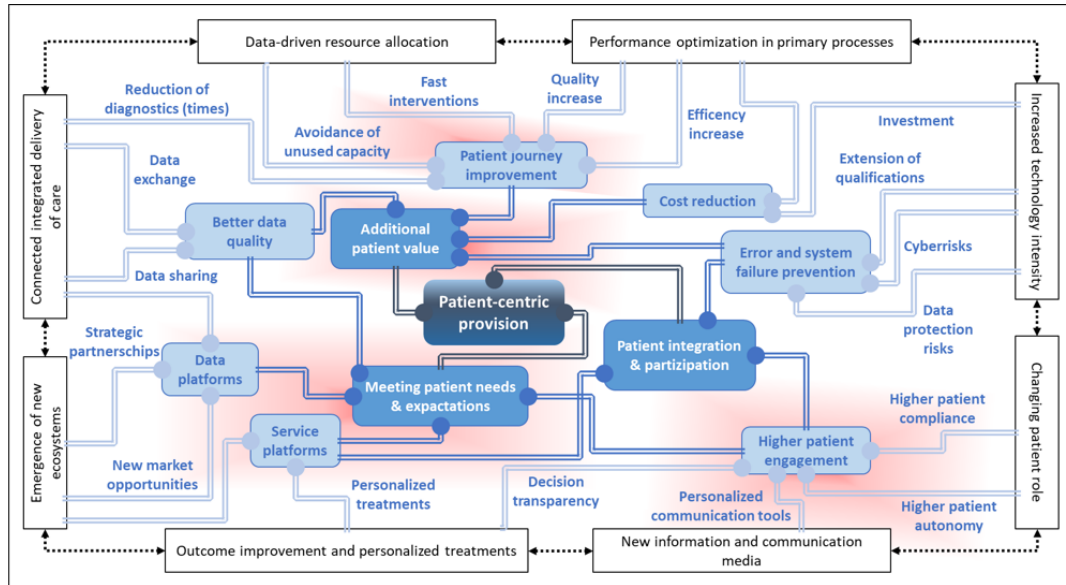 Data-driven resource allocation
Performance optimization in primary processes
Reduction of
diagnostics (times)
Fast
interventions
Quality
increase
Efficency
increase
Investment
Avoidance of
unused capacity
Extension of
qualifications
Connected integrated delivery
of care
Increased technology intensity
Data
exchange
Patient journey
improvement
Cost reduction
Better data
quality
Additional
patient value
Error and system
failure prevention
Cyberrisks
Data sharing
Patient-centric
provision
Data
protection
risks
Strategic
partnerschips
Data
platforms
Patient integration
& partizipation
Meeting patient needs
& expactations
Emergence of new
ecosystems
Changing patient role
Higher patient
compliance
Service
platforms
Higher patient
engagement
New market
opportunities
Personalized
treatments
Decision
transparency
Personalized
communication tools
Higher patient
autonomy
Outcome improvement and personalized treatments
New information and communication
media